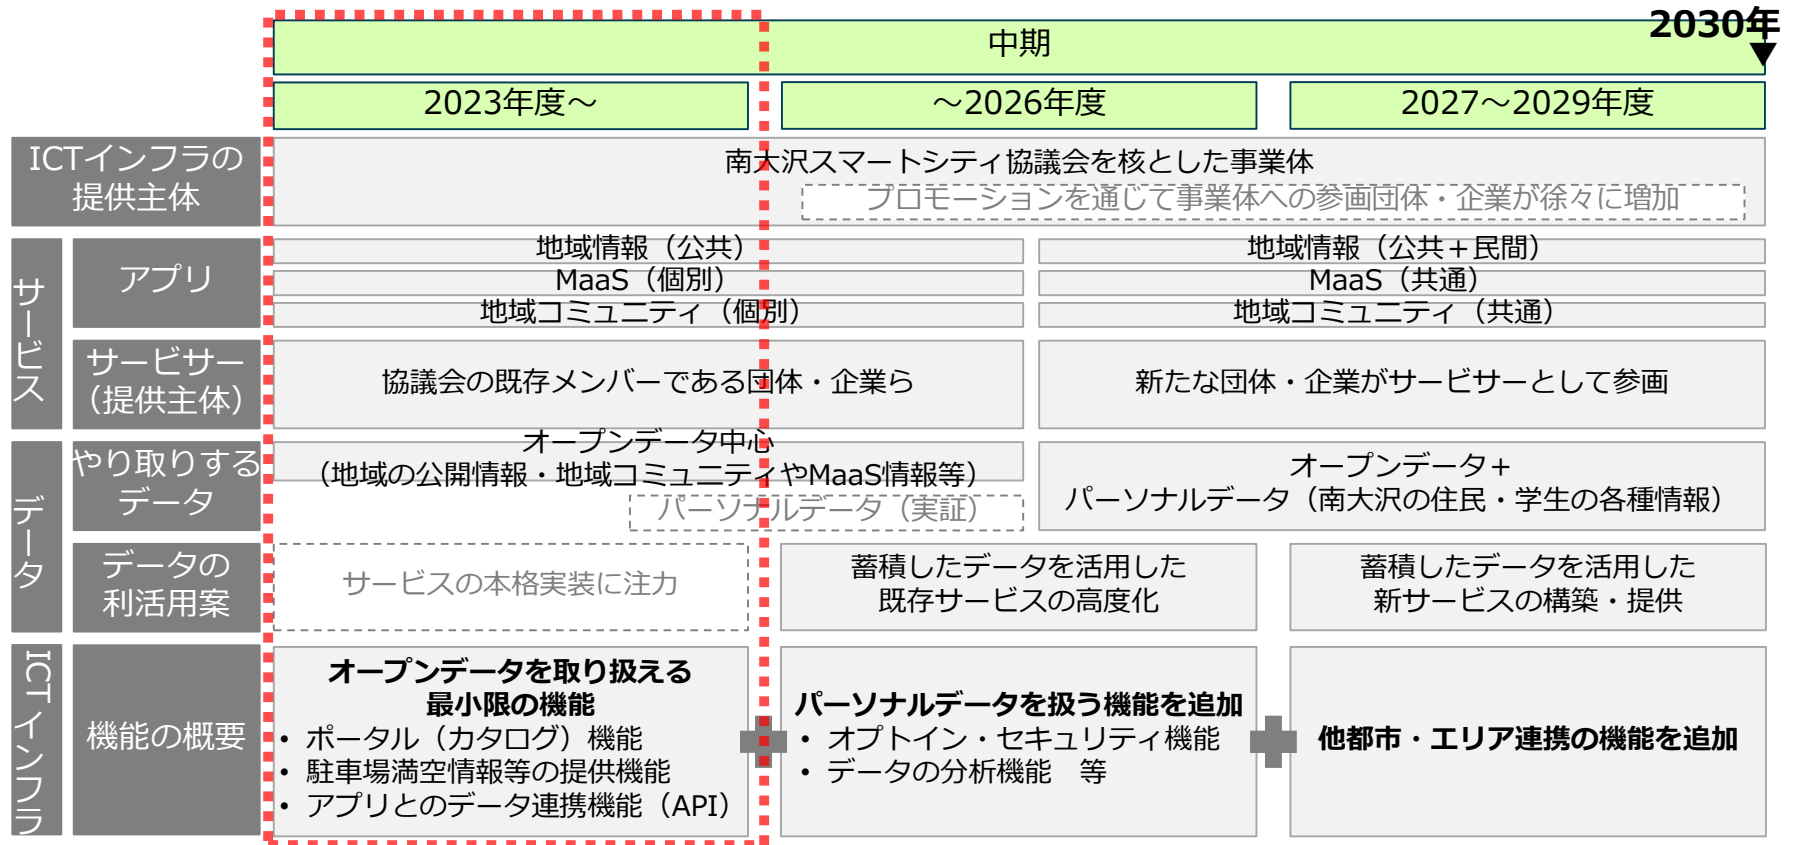 2030年
中期
2023年度～
～2026年度
2027～2029年度
ICTインフラの
提供主体
南大沢スマートシティ協議会を核とした事業体
プロモーションを通じて事業体への参画団体・企業が徐々に増加
サービス
アプリ
地域情報（公共）
地域情報（公共＋民間）
MaaS（個別）
MaaS（共通）
地域コミュニティ（個別）
地域コミュニティ（共通）
サービサー
（提供主体）
協議会の既存メンバーである団体・企業ら
新たな団体・企業がサービサーとして参画
データ
やり取りする
データ
オープンデータ中心
（地域の公開情報・地域コミュニティやMaaS情報等）
パーソナルデータ（実証）
オープンデータ＋
パーソナルデータ（南大沢の住民・学生の各種情報）
データの
利活用案
サービスの本格実装に注力
蓄積したデータを活用した
既存サービスの高度化
蓄積したデータを活用した
新サービスの構築・提供
ICTインフラ
機能の概要
オープンデータを取り扱える
最小限の機能
• ポータル（カタログ）機能
• 駐車場満空情報等の提供機能
• アプリとのデータ連携機能（API）
パーソナルデータを扱う機能を追加
• オプトイン・セキュリティ機能
• データの分析機能　等
他都市・エリア連携の機能を追加